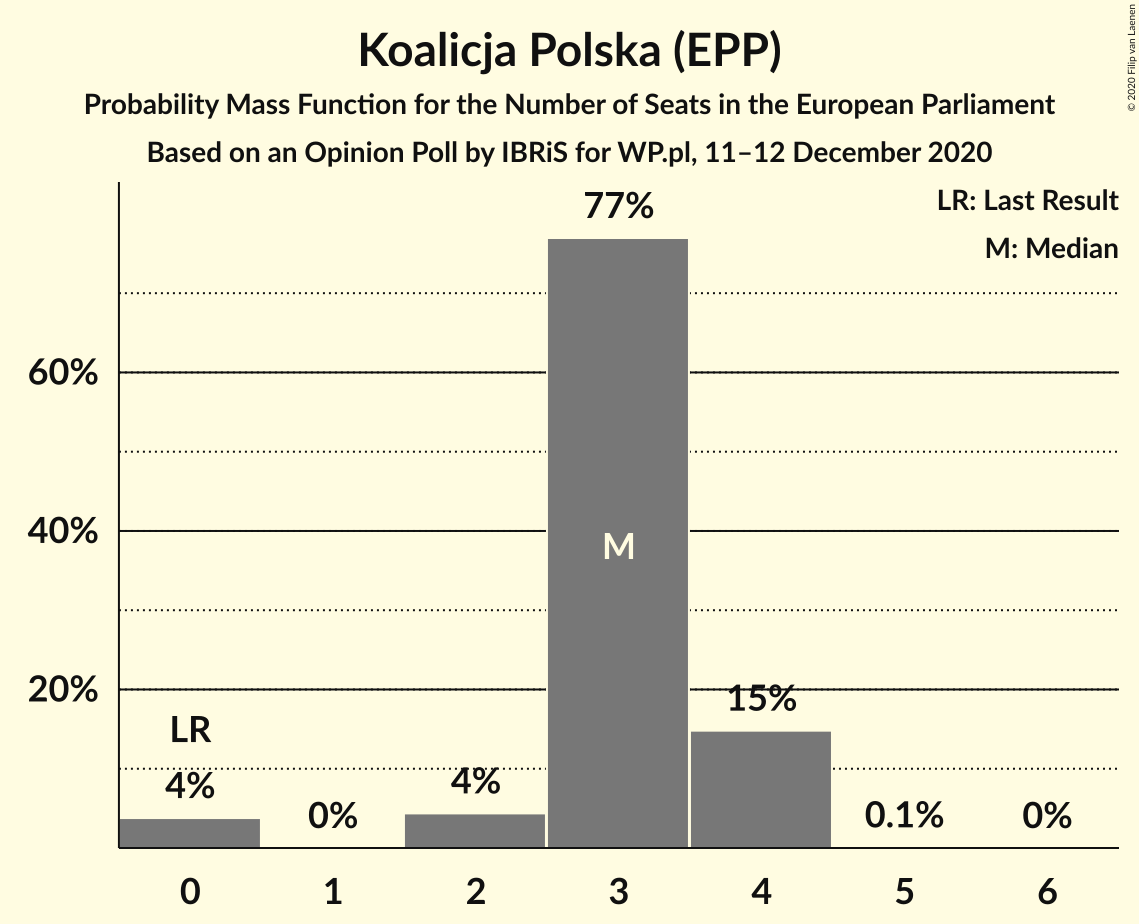 Koalicja Polska (EPP)
Probability Mass Function for the Number of Seats in the European Parliament
Based on an Opinion Poll by IBRiS for WP.pl, 11–12 December 2020
© 2020 Filip van Laenen
LR: Last Result
M: Median
77%
60%
M
40%
20%
15%
LR
4%
0%
4%
0.1%
0%
0 1 2 3 4 5 6